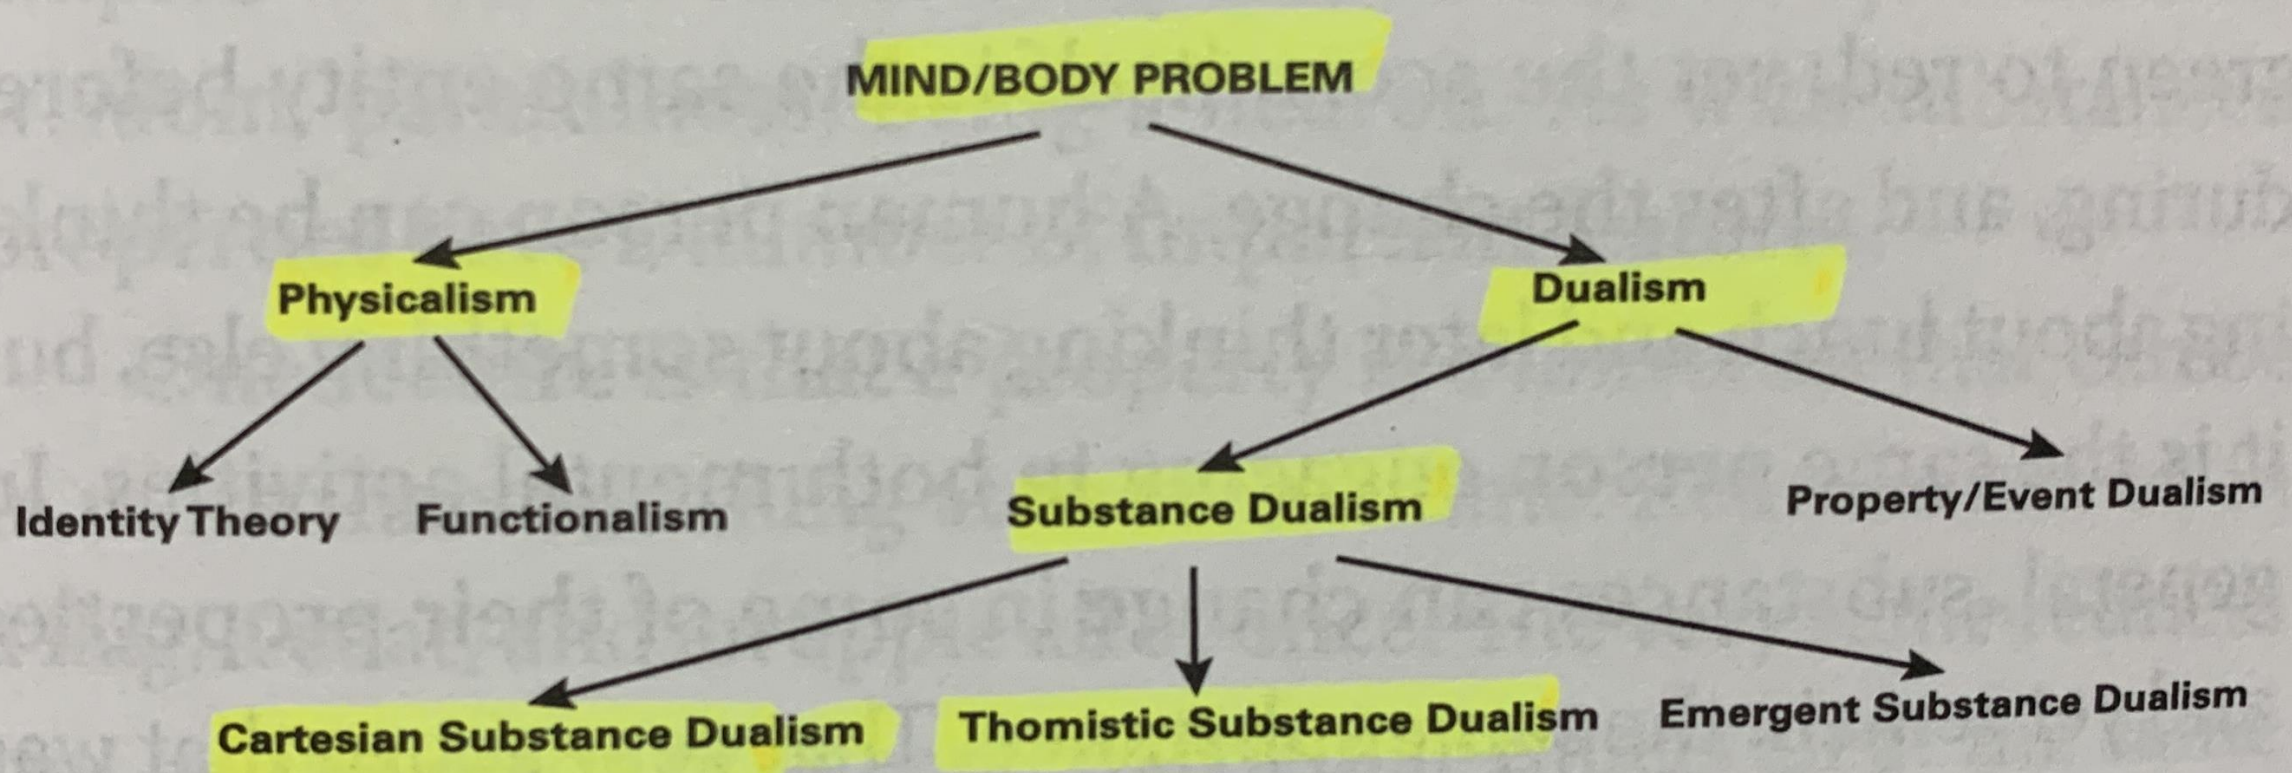 MIND/BODY PROBLEM
Physicalism
Dualism
Identity Theory
Functionalism
Substance Dualism
Property/Event Dualism
Cartesian Substance Dualism
Thomistic Substance Dualism
Emergent Substance Dualism